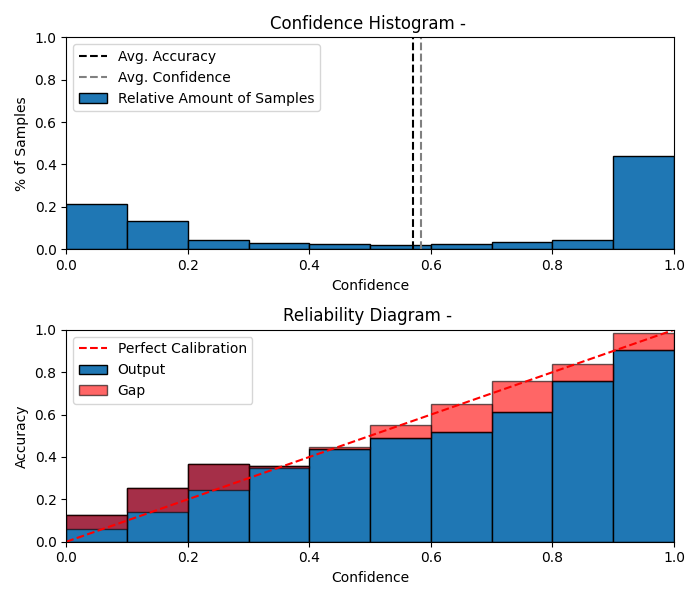 Confidence Histogram -
1.0
0.8
0.6
0.4
0.2
0.0
% of Samples
Avg. Accuracy
Avg. Confidence
Relative Amount of Samples
0.0 0.2 0.4 0.6 0.8 1.0
Confidence
Reliability Diagram -
1.0
0.8
0.6
0.4
0.2
0.0
Accuracy
Perfect Calibration
Output
Gap
0.0 0.2 0.4 0.6 0.8 1.0
Confidence